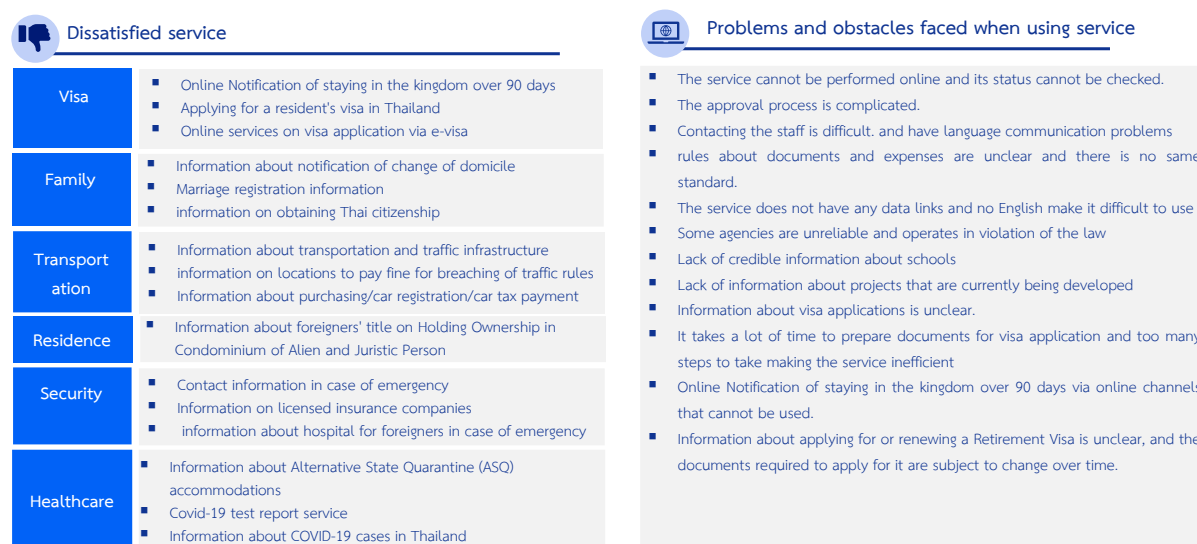 Dissatisfied service
Visa
Online Notification of staying in the kingdom over 90 days
Applying for a resident's visa in Thailand
Online services on visa application via e-visa
Family
Information about notification of change of domicile
Marriage registration information
information on obtaining Thai citizenship
Transport
ation
Information about transportation and traffic infrastructure
information on locations to pay fine for breaching of traffic rules
Information about purchasing/car registration/car tax payment
Residence
Information about foreigners' title on Holding Ownership in
Condominium of Alien and Juristic Person
Security
Contact information in case of emergency
Information on licensed insurance companies
information about hospital for foreigners in case of emergency
Healthcare
Information about Alternative State Quarantine (ASQ)
accommodations
Covid-19 test report service
Information about COVID-19 cases in Thailand
Problems and obstacles faced when using service
The service cannot be performed online and its status cannot be checked.
The approval process is complicated.
Contacting the staff is difficult. and have language communication problems
rules about documents and expenses are unclear and there is no same
standard.
The service does not have any data links and no English make it difficult to use
Some agencies are unreliable and operates in violation of the law
Lack of credible information about schools
Lack of information about projects that are currently being developed
Information about visa applications is unclear.
It takes a lot of time to prepare documents for visa application and too many
steps to take making the service inefficient
Online Notification of staying in the kingdom over 90 days via online channels
that cannot be used.
Information about applying for or renewing a Retirement Visa is unclear, and the
documents required to apply for it are subject to change over time.